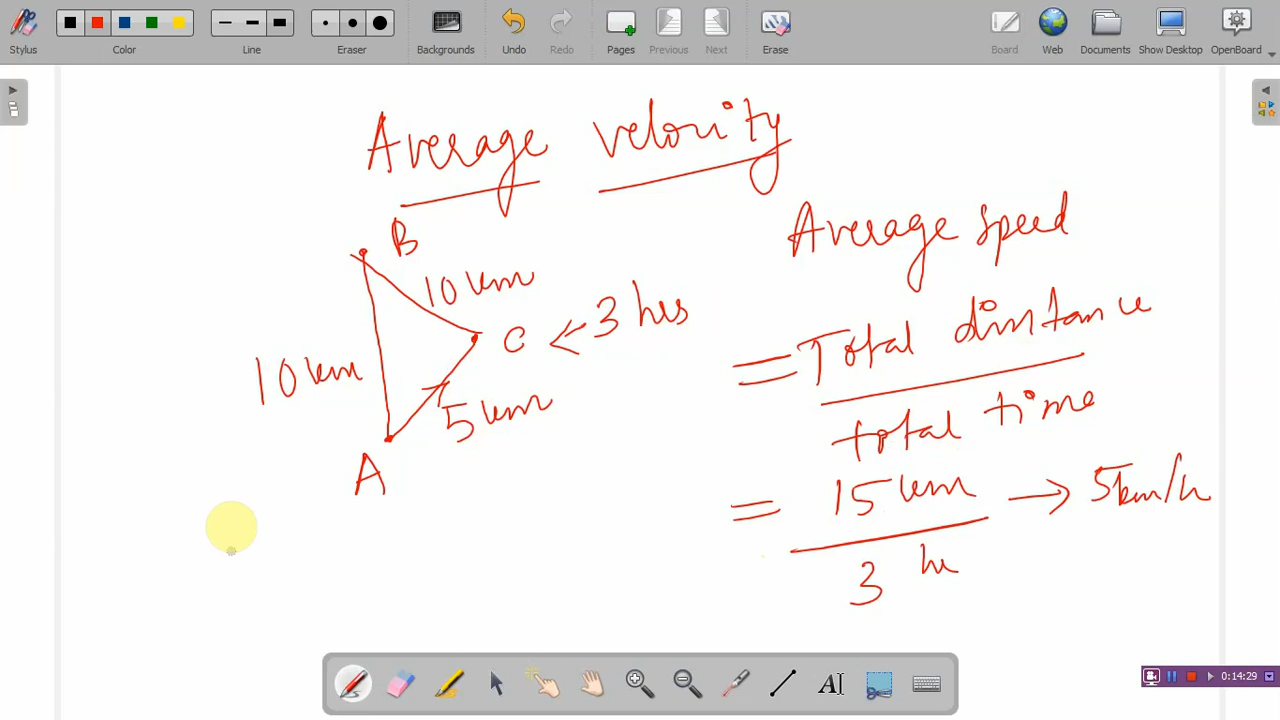 Stylus
Color
Line
Eraser
Backgrounds
Undo
Redo
Pages
Previous
Next
Erase
Board
Web
Documents
Show Desktop
OpenBoard
Average velocity
Average speed
B
10 km
C ← 3 hrs
= Total distance
10 km
5 km
total time
A
= 15 km → 5km/h
3 hr
AI
0:14:29